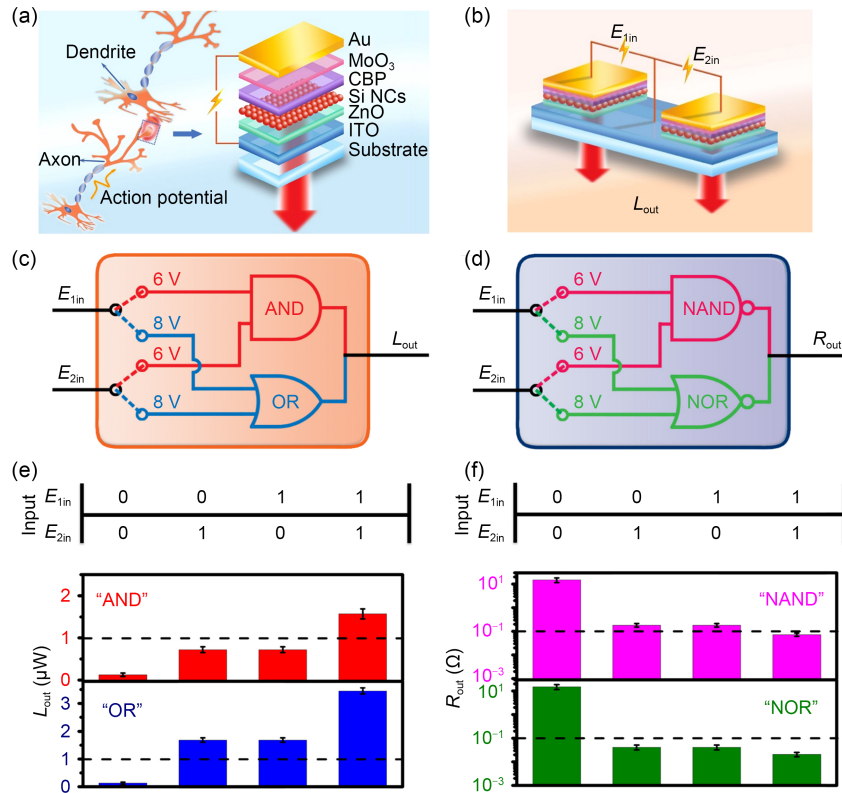 (a)
Dendrite
Axon
Action potential
Au
MoO₃
CBP
Si NCs
ZnO
ITO
Substrate
(b)
E₁ᵢₙ
E₂ᵢₙ
Lₒᵤₜ
(c)
E₁ᵢₙ
6 V
8 V
E₂ᵢₙ
6 V
8 V
AND
OR
Lₒᵤₜ
(d)
E₁ᵢₙ
6 V
8 V
E₂ᵢₙ
6 V
8 V
NAND
NOR
Rₒᵤₜ
(e)
Input
E₁ᵢₙ 0 0 1 1
E₂ᵢₙ 0 1 0 1
Lₒᵤₜ (μW)
2
1
0
“AND”
3
2
1
0
“OR”
(f)
Input
E₁ᵢₙ 0 0 1 1
E₂ᵢₙ 0 1 0 1
Rₒᵤₜ (Ω)
10¹
10⁻¹
10⁻³
“NAND”
10¹
10⁻¹
10⁻³
“NOR”